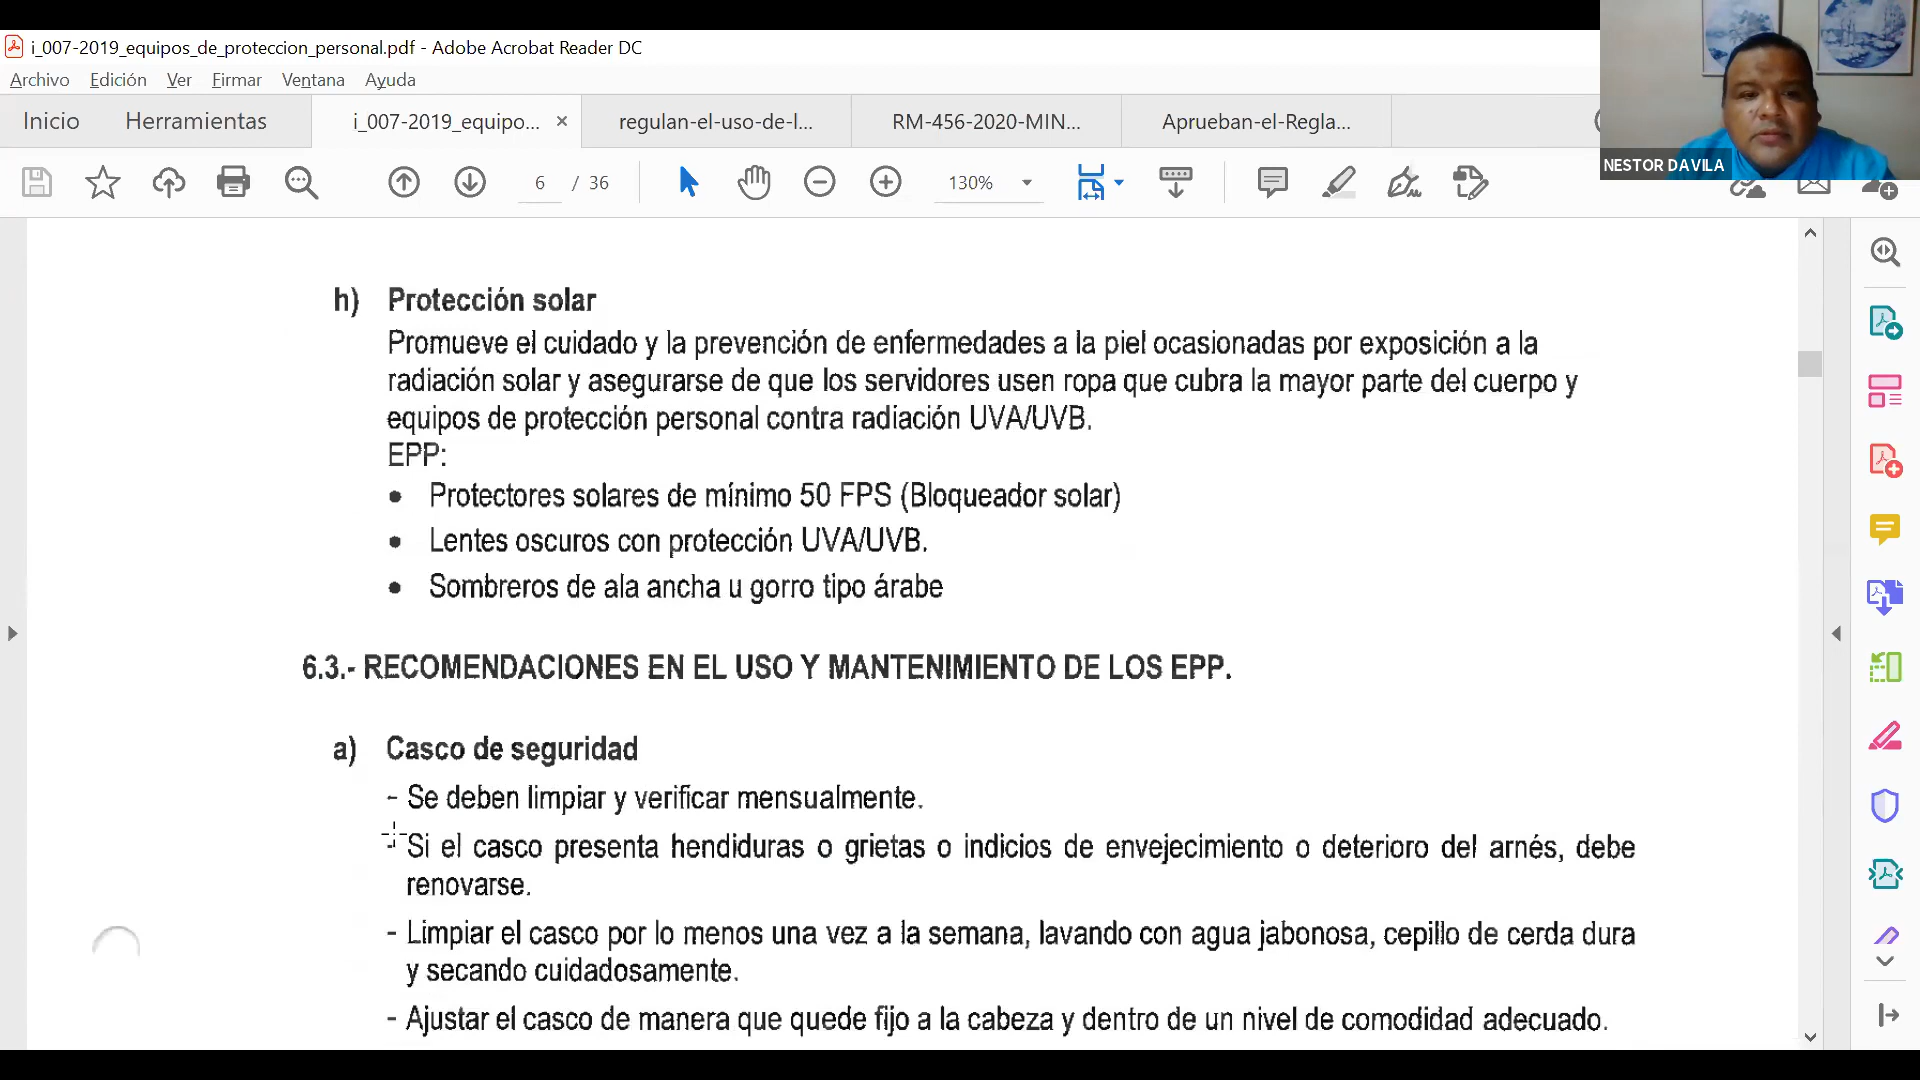 i_007-2019_equipos_de_proteccion_personal.pdf - Adobe Acrobat Reader DC
Archivo Edición Ver Firmar Ventana Ayuda
Inicio Herramientas i_007-2019_equipo... × regulan-el-uso-de-l... RM-456-2020-MIN... Aprueban-el-Regla...
NESTOR DAVILA
6 / 36 130%
h) Protección solar
Promueve el cuidado y la prevención de enfermedades a la piel ocasionadas por exposición a la
radiación solar y asegurarse de que los servidores usen ropa que cubra la mayor parte del cuerpo y
equipos de protección personal contra radiación UVA/UVB.
EPP:
• Protectores solares de mínimo 50 FPS (Bloqueador solar)
• Lentes oscuros con protección UVA/UVB.
• Sombreros de ala ancha u gorro tipo árabe
6.3.- RECOMENDACIONES EN EL USO Y MANTENIMIENTO DE LOS EPP.
a) Casco de seguridad
- Se deben limpiar y verificar mensualmente.
- Si el casco presenta hendiduras o grietas o indicios de envejecimiento o deterioro del arnés, debe
renovarse.
- Limpiar el casco por lo menos una vez a la semana, lavando con agua jabonosa, cepillo de cerda dura
y secando cuidadosamente.
- Ajustar el casco de manera que quede fijo a la cabeza y dentro de un nivel de comodidad adecuado.